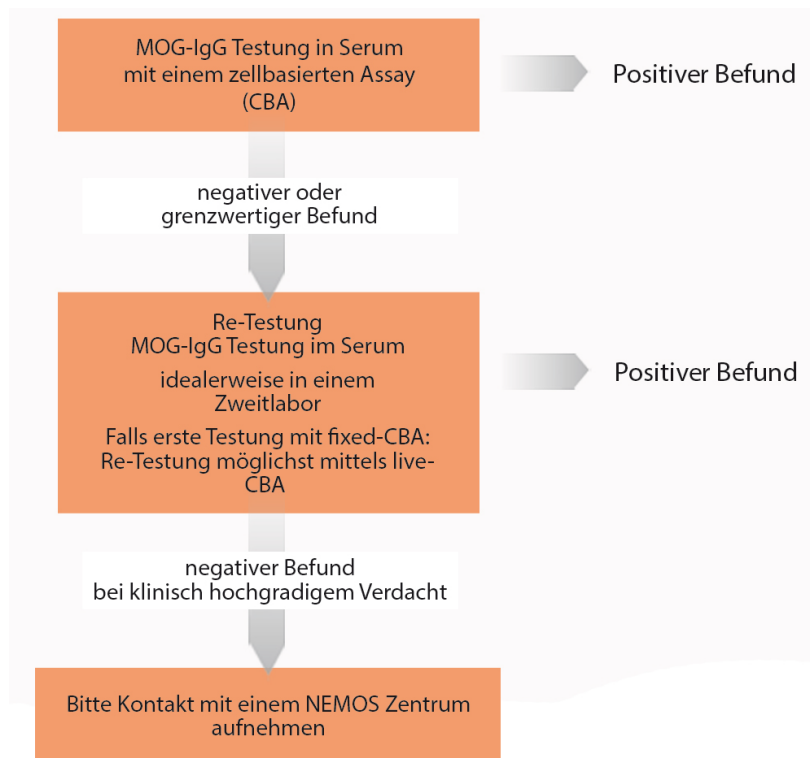 MOG-IgG Testung in Serum
mit einem zellbasierten Assay
(CBA)
Positiver Befund
negativer oder
grenzwertiger Befund
Re-Testung
MOG-IgG Testung im Serum
idealerweise in einem
Zweitlabor
Falls erste Testung mit fixed-CBA:
Re-Testung möglichst mittels live-
CBA
Positiver Befund
negativer Befund
bei klinisch hochgradigem Verdacht
Bitte Kontakt mit einem NEMOS Zentrum
aufnehmen